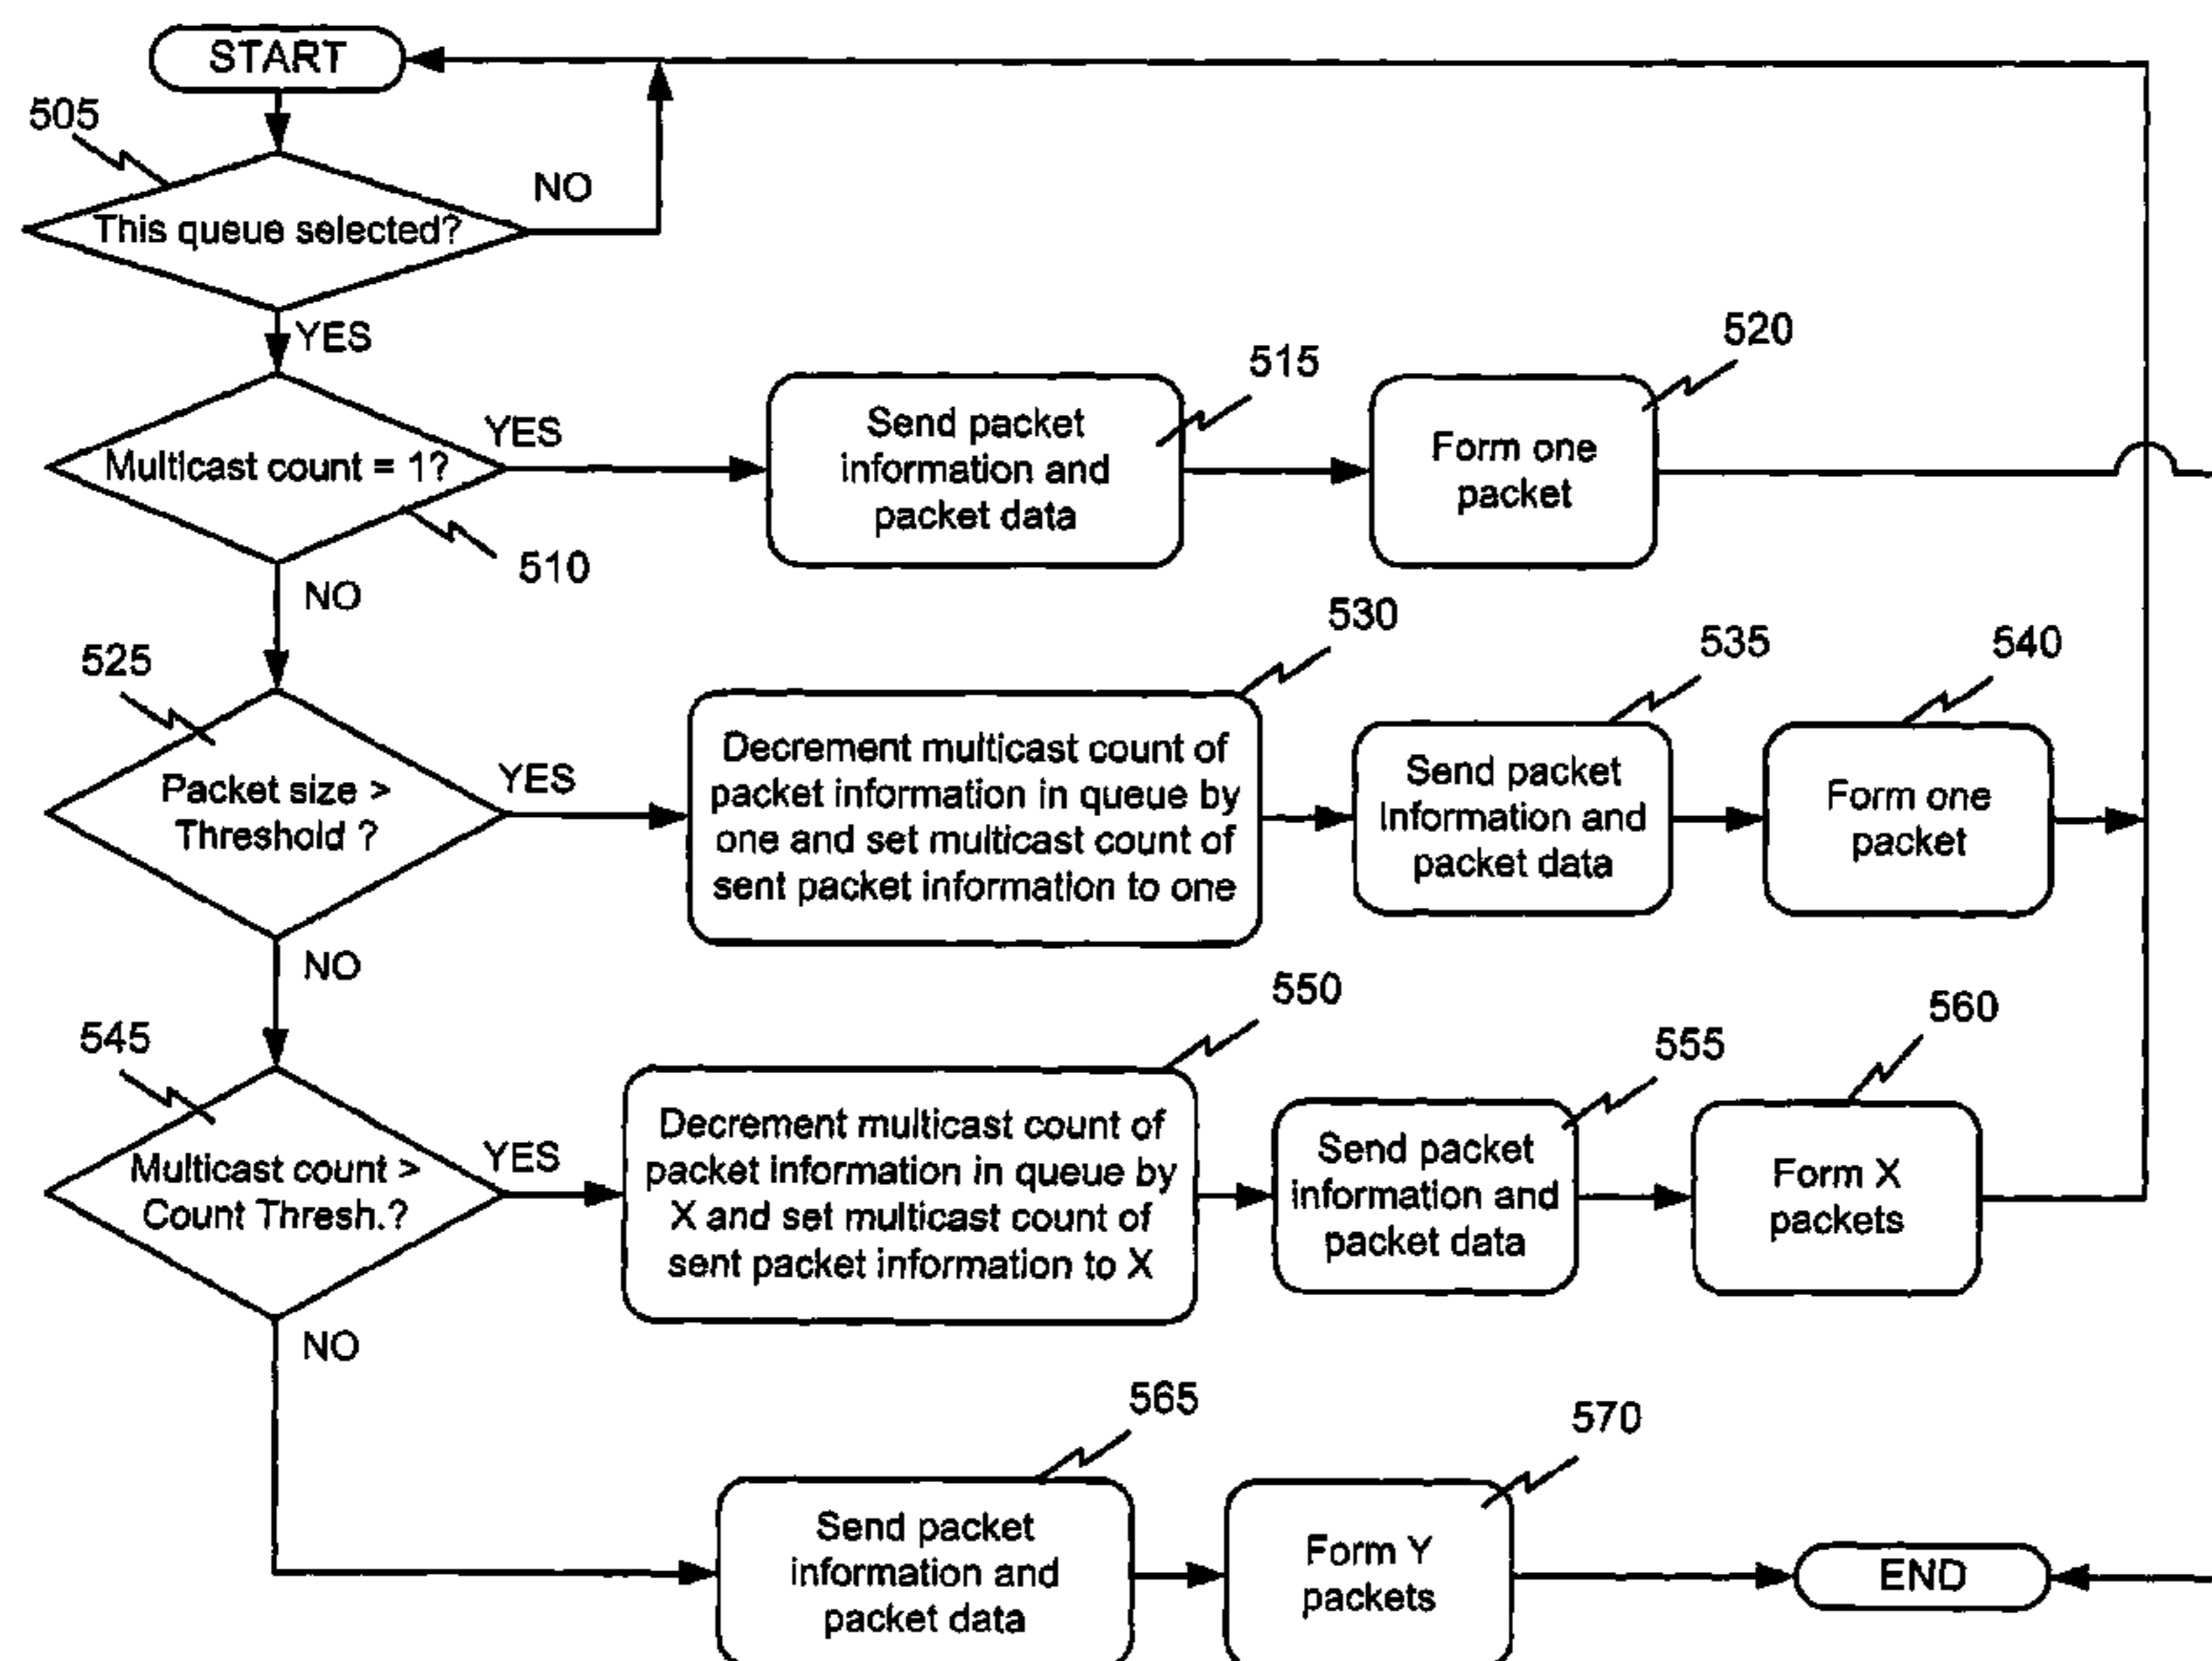 START
505
NO
This queue selected?
YES
520
515
YES
Send packet
information and
packet data
Form one
packet
Multicast count = 1?
510
NO
530
535
540
525
YES
Packet size >
Threshold ?
Decrement multicast count of
packet information in queue by
one and set multicast count of
sent packet information to one
Send packet
Information and
packet data
Form one
packet
NO
550
560
545
555
YES
Multicast count >
Count Thresh.?
Decrement multicast count of
packet information in queue by
X and set multicast count of
sent packet information to X
Send packet
information and
packet data
Form X
packets
NO
565
570
Send packet
information and
packet data
Form Y
packets
END